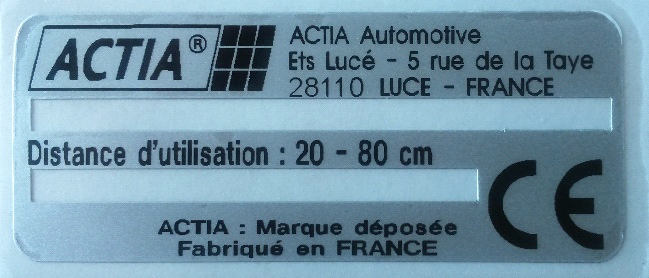 ACTIA® ACTIA Automotive
Ets Lucé - 5 rue de la Taye
28110 LUCE - FRANCE
Distance d'utilisation : 20 - 80 cm
CE
ACTIA : Marque déposée
Fabriqué en FRANCE